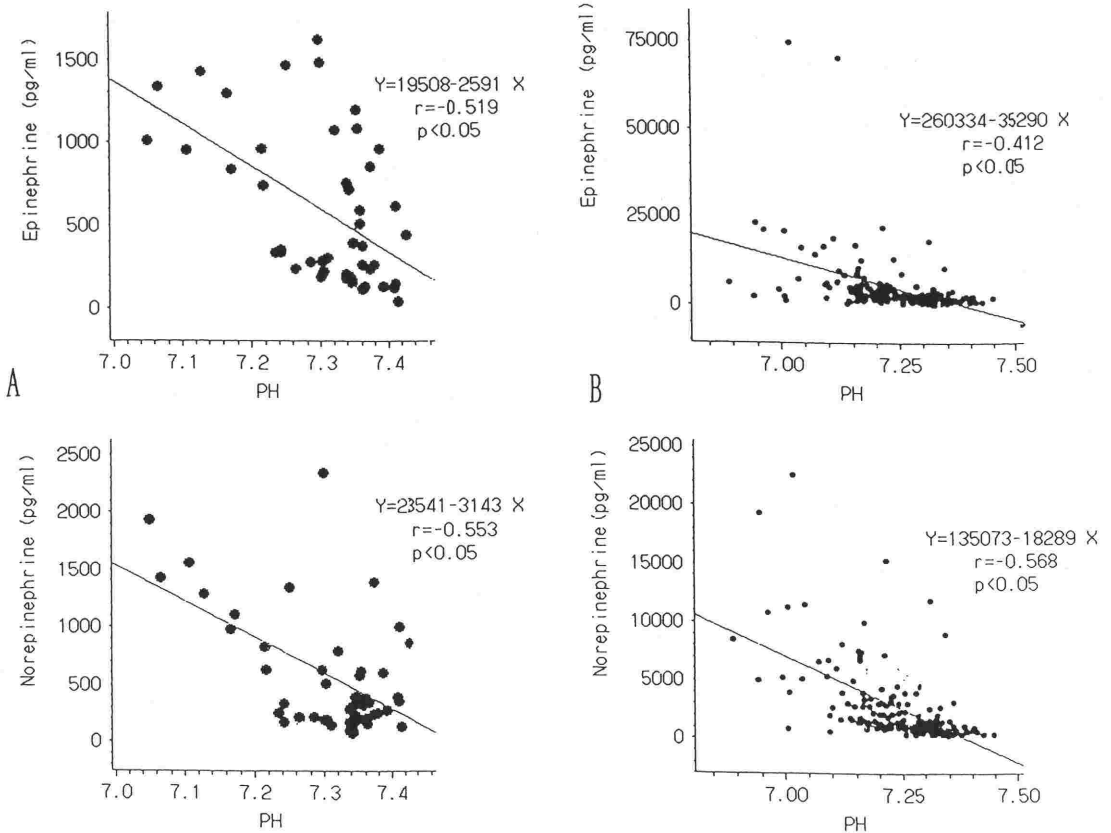 Epinephrine (pg/ml)
1500
1000
500
0
Y=19508-2591 X
r=-0.519
p<0.05
7.0 7.1 7.2 7.3 7.4
PH
A
Epinephrine (pg/ml)
75000
50000
25000
0
Y=260334-35290 X
r=-0.412
p<0.05
7.00 7.25 7.50
PH
B
Norepinephrine (pg/ml)
2500
2000
1500
1000
500
0
Y=23541-3143 X
r=-0.553
p<0.05
7.0 7.1 7.2 7.3 7.4
PH
Norepinephrine(pg/ml)
25000
20000
15000
10000
5000
0
Y=135073-18289 X
r=-0.568
p<0.05
7.00 7.25 7.50
PH